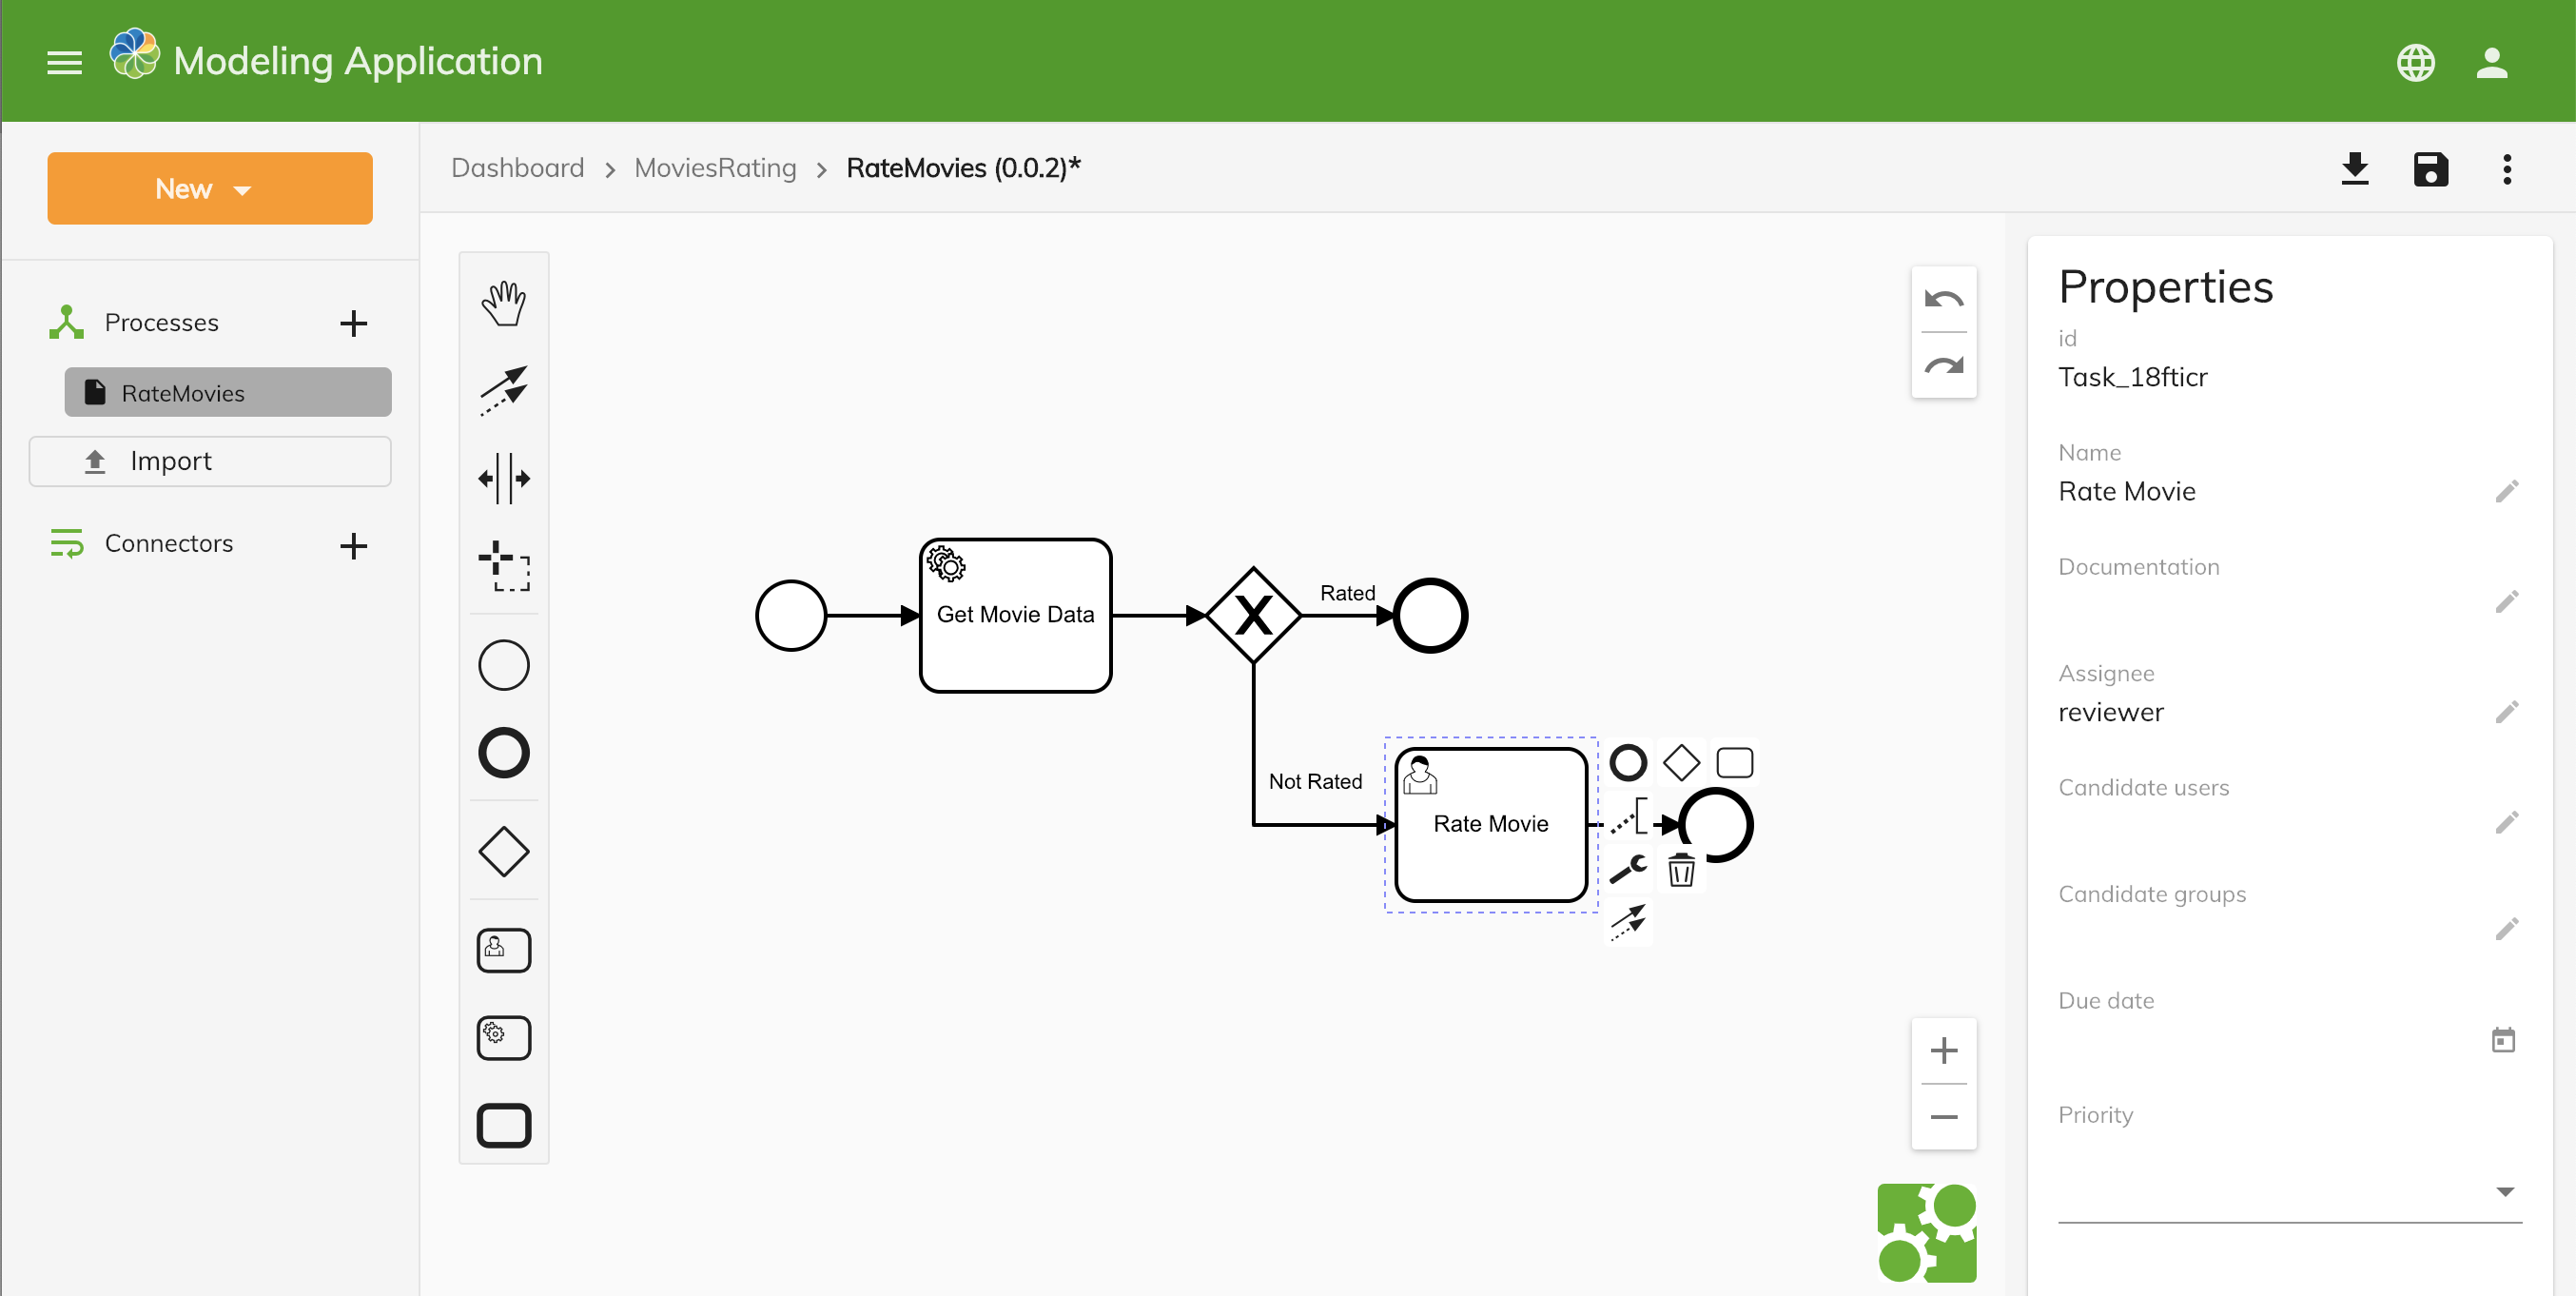 Modeling Application
New
Dashboard > MoviesRating > RateMovies (0.0.2)*
Processes
RateMovies
Import
Connectors
Get Movie Data
X
Rated
Not Rated
Rate Movie
Properties
id
Task_18fticr
Name
Rate Movie
Documentation
Assignee
reviewer
Candidate users
Candidate groups
Due date
Priority